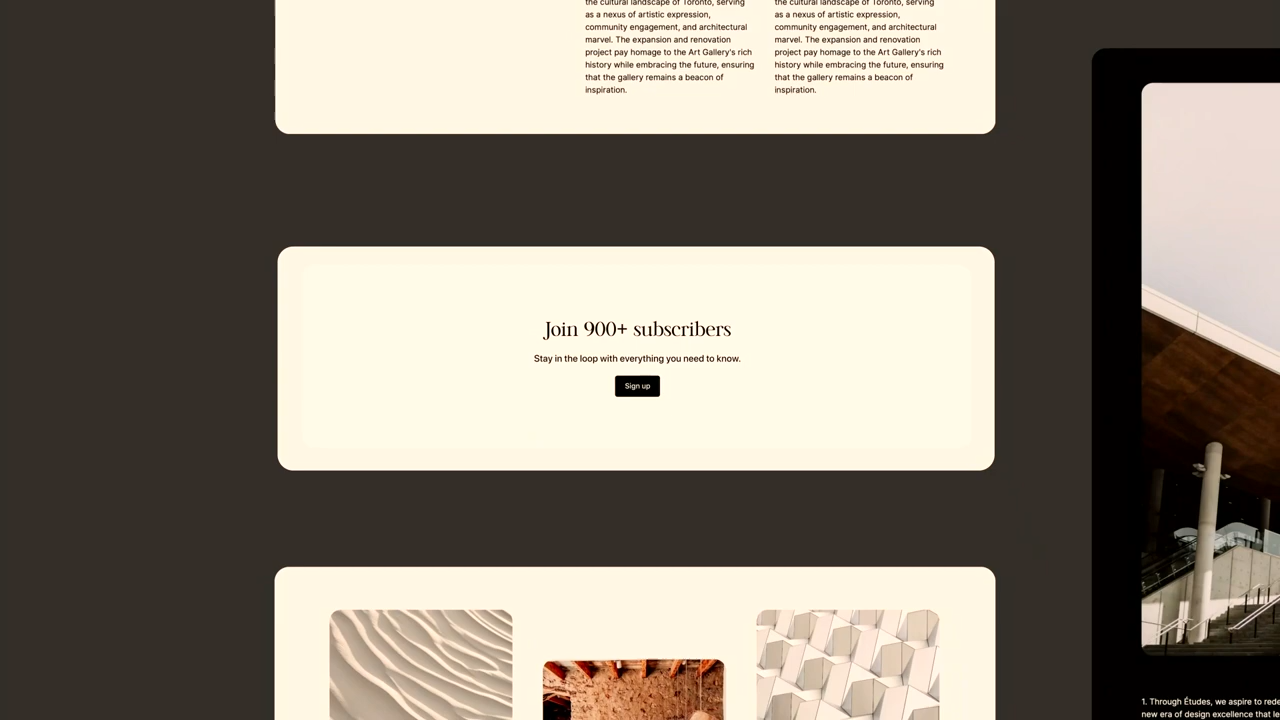 the cultural landscape of Toronto, serving
as a nexus of artistic expression,
community engagement, and architectural
marvel. The expansion and renovation
project pay homage to the Art Gallery's rich
history while embracing the future, ensuring
that the gallery remains a beacon of
inspiration.
the cultural landscape of Toronto, serving
as a nexus of artistic expression,
community engagement, and architectural
marvel. The expansion and renovation
project pay homage to the Art Gallery's rich
history while embracing the future, ensuring
that the gallery remains a beacon of
inspiration.
Join 900+ subscribers
Stay in the loop with everything you need to know.
Sign up
1. Through Études, we aspire to
new era of design excellence that